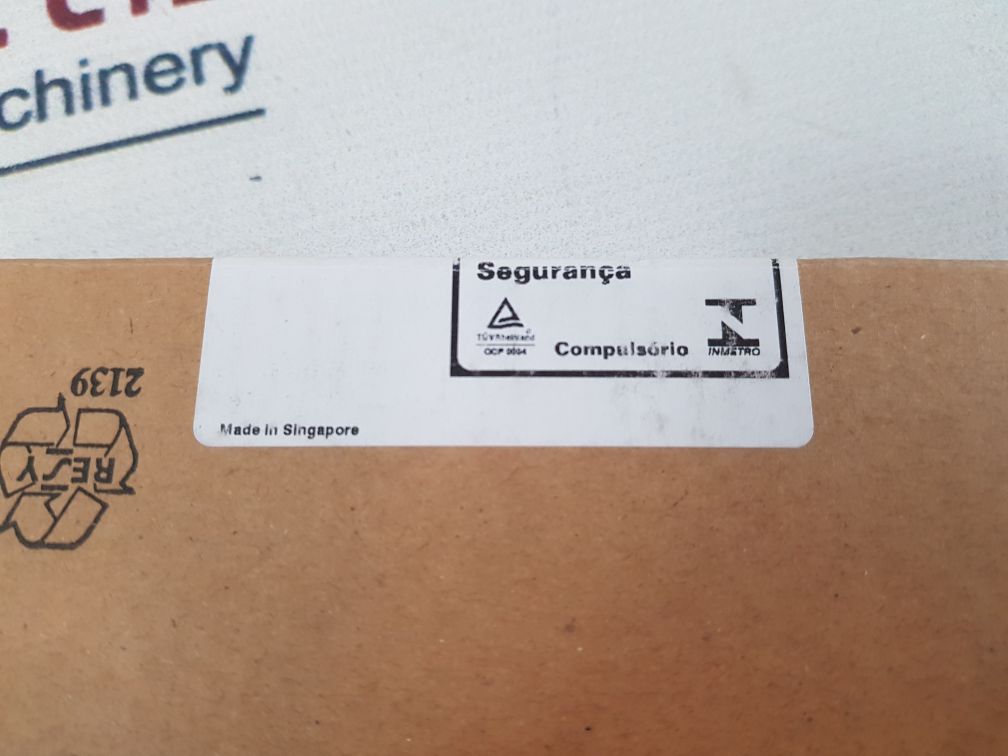 chinery
Segurança
TÜVRheinland
OCP 0004
Compulsório
INMETRO
Made in Singapore
2139
RESY